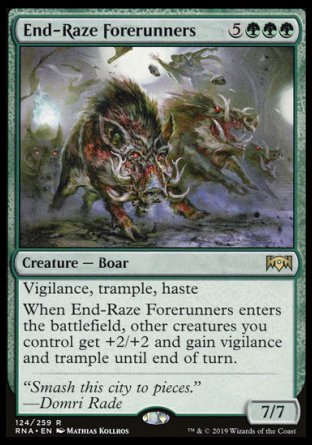 End-Raze Forerunners 5
Creature — Boar
Vigilance, trample, haste
When End-Raze Forerunners enters
the battlefield, other creatures you
control get +2/+2 and gain vigilance
and trample until end of turn.
"Smash this city to pieces."
—Domri Rade
7/7
124/259 R
RNA • EN Mathias Kollros
™ & © 2019 Wizards of the Coast